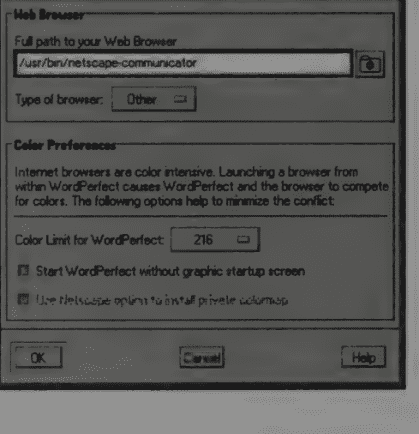 Web Browser
Full path to your Web Browser
/usr/bin/netscape-communicator
Type of browser: Other
Color Preferences
Internet browsers are color intensive. Launching a browser from
within WordPerfect causes WordPerfect and the browser to compete
for colors. The following options help to minimize the conflict:
Color Limit for WordPerfect: 216
Start WordPerfect without graphic startup screen
Use Netscape option to install private colormap
OK Cancel Help